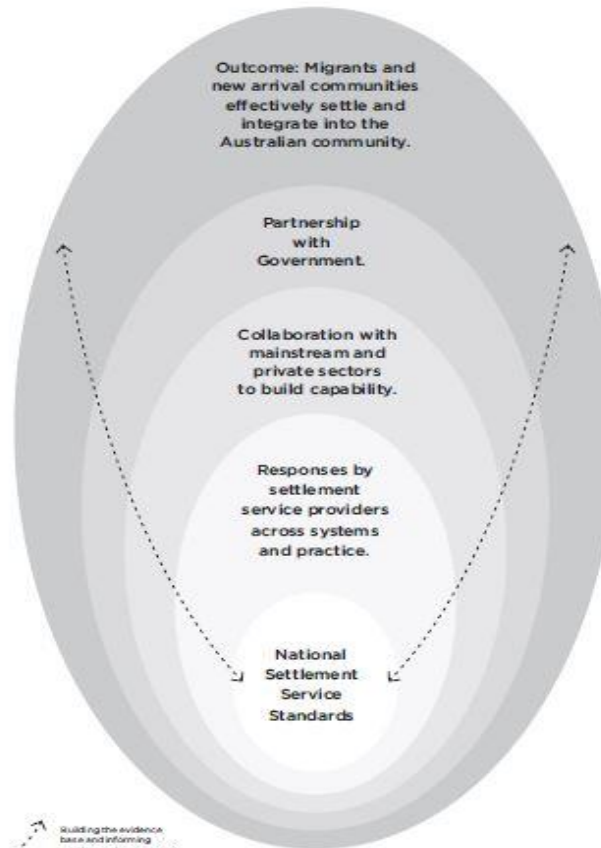 Outcome: Migrants and
new arrival communities
effectively settle and
integrate into the
Australian community.
Partnership
with
Government.
Collaboration with
mainstream and
private sectors
to build capability.
Responses by
settlement
service providers
across systems
and practice.
National
Settlement
Service
Standards
Building the evidence
base and informing